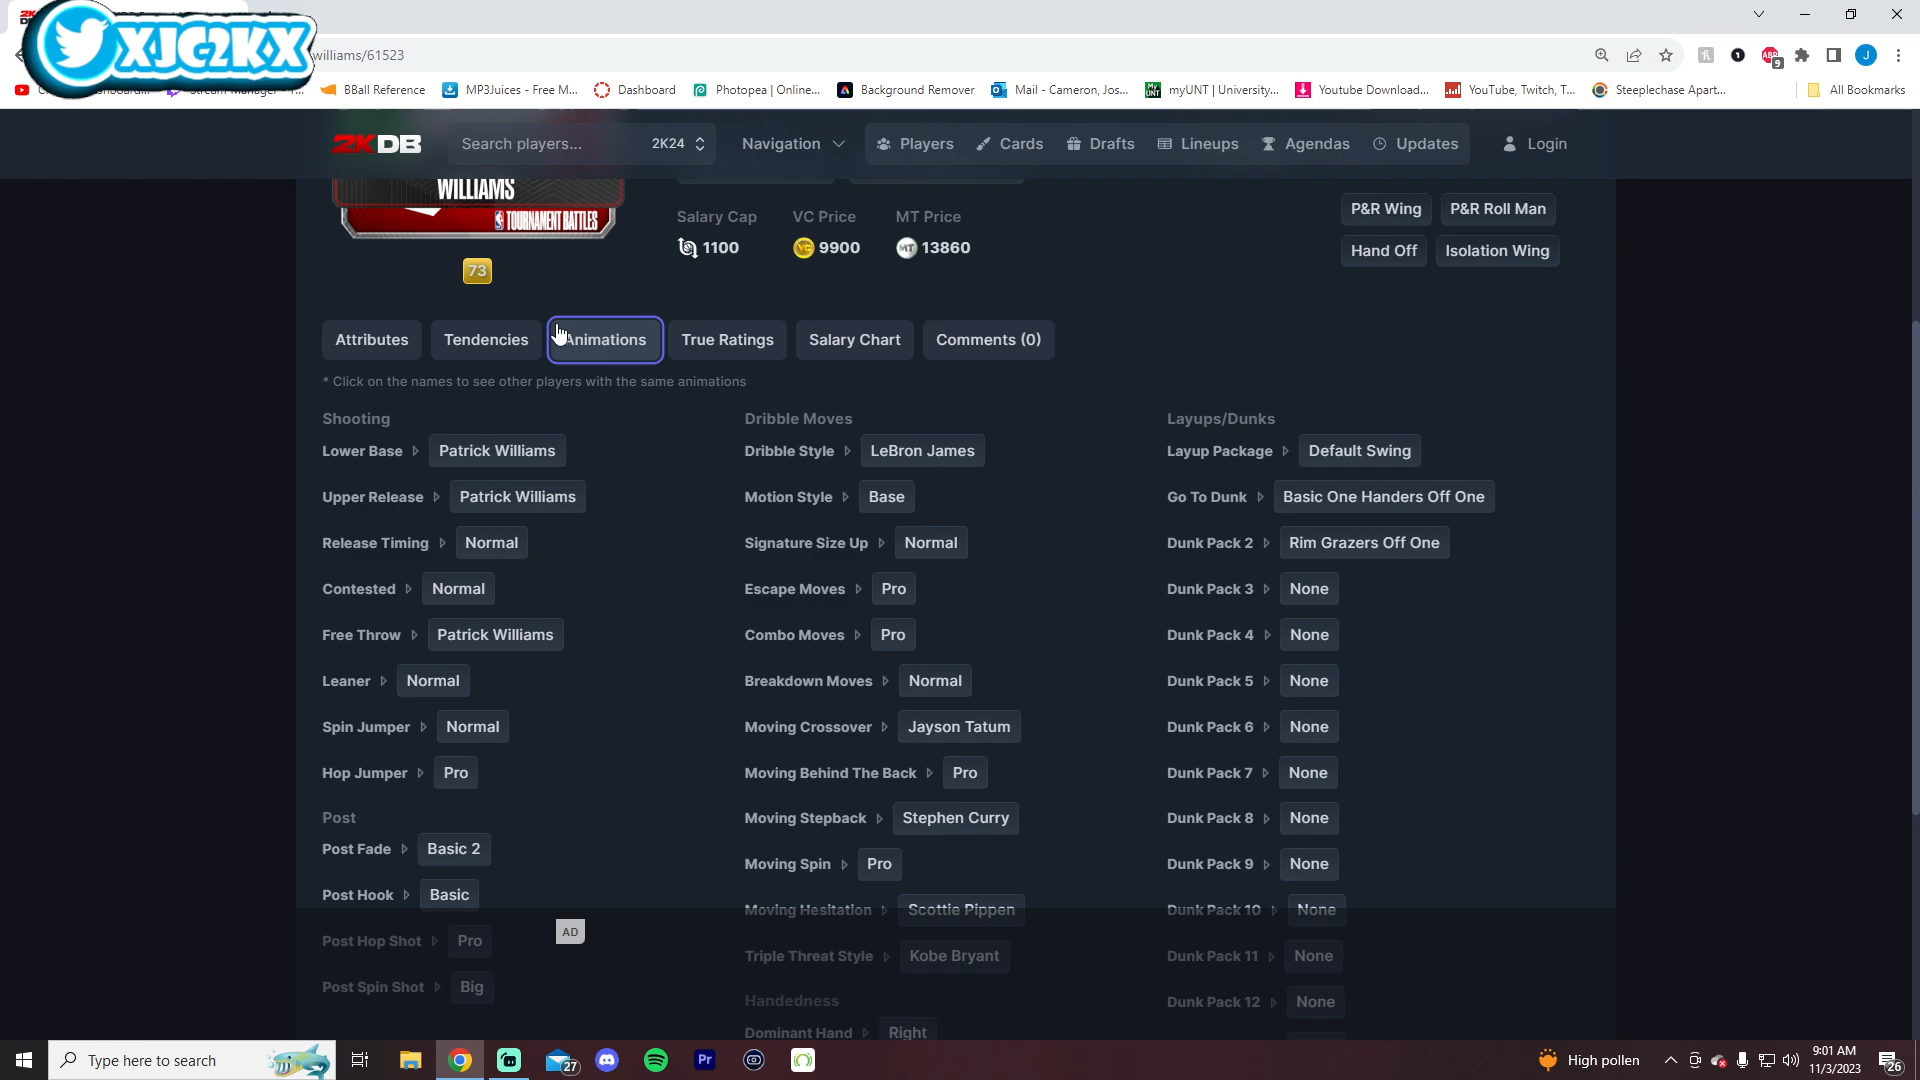 XJC2KX
williams/61523
BBall Reference
MP3Juices - Free M...
Dashboard
Photopea | Online...
Background Remover
Mail - Cameron, Jos...
myUNT | University...
Youtube Download...
YouTube, Twitch, T...
Steeplechase Apart...
All Bookmarks
2KDB
Search players...
2K24
Navigation
Players
Cards
Drafts
Lineups
Agendas
Updates
Login
WILLIAMS
TOURNAMENT BATTLES
73
Salary Cap
1100
VC Price
VC 9900
MT Price
MT 13860
P&R Wing
P&R Roll Man
Hand Off
Isolation Wing
Attributes
Tendencies
Animations
True Ratings
Salary Chart
Comments (0)
* Click on the names to see other players with the same animations
Shooting
Lower Base Patrick Williams
Upper Release Patrick Williams
Release Timing Normal
Contested Normal
Free Throw Patrick Williams
Leaner Normal
Spin Jumper Normal
Hop Jumper Pro
Post
Post Fade Basic 2
Post Hook Basic
Post Hop Shot Pro
Post Spin Shot Big
AD
Dribble Moves
Dribble Style LeBron James
Motion Style Base
Signature Size Up Normal
Escape Moves Pro
Combo Moves Pro
Breakdown Moves Normal
Moving Crossover Jayson Tatum
Moving Behind The Back Pro
Moving Stepback Stephen Curry
Moving Spin Pro
Moving Hesitation Scottie Pippen
Triple Threat Style Kobe Bryant
Handedness
Dominant Hand Right
Layups/Dunks
Layup Package Default Swing
Go To Dunk Basic One Handers Off One
Dunk Pack 2 Rim Grazers Off One
Dunk Pack 3 None
Dunk Pack 4 None
Dunk Pack 5 None
Dunk Pack 6 None
Dunk Pack 7 None
Dunk Pack 8 None
Dunk Pack 9 None
Dunk Pack 10 None
Dunk Pack 11 None
Dunk Pack 12 None
Type here to search
27
Pr
High pollen
9:01 AM
11/3/2023
26